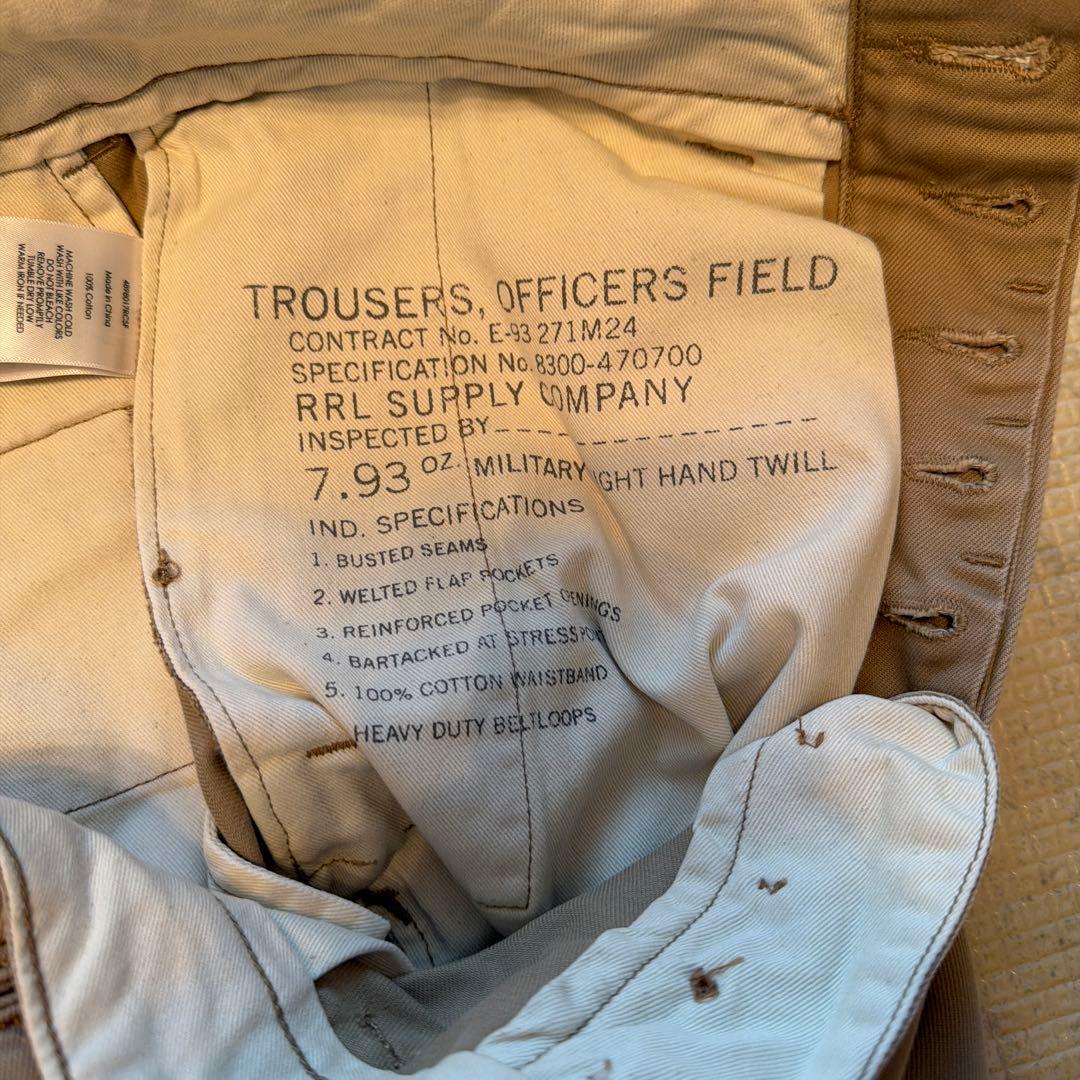 TROUSERS, OFFICERS FIELD
CONTRACT No. E-93 271M24
SPECIFICATION No. 8300-470700
RRL SUPPLY COMPANY
INSPECTED BY--------------
7.93 OZ. MILITARY IGHT HAND TWILL
IND. SPECIFICATIONS
1. BUSTED SEAMS
2. WELTED FLAP POCKETS
3. REINFORCED POCKET OPENINGS
4. BARTACKED AT STRESS
5. 100% COTTON WAISTBAND
HEAVY DUTY BELTLOOPS
Made in China
100% Cotton
MACHINE WASH COLD
WASH WITH LIKE COLORS
DO NOT BLEACH
REMOVE PROMPTLY
TUMBLE DRY LOW
WARM IRON IF NEEDED